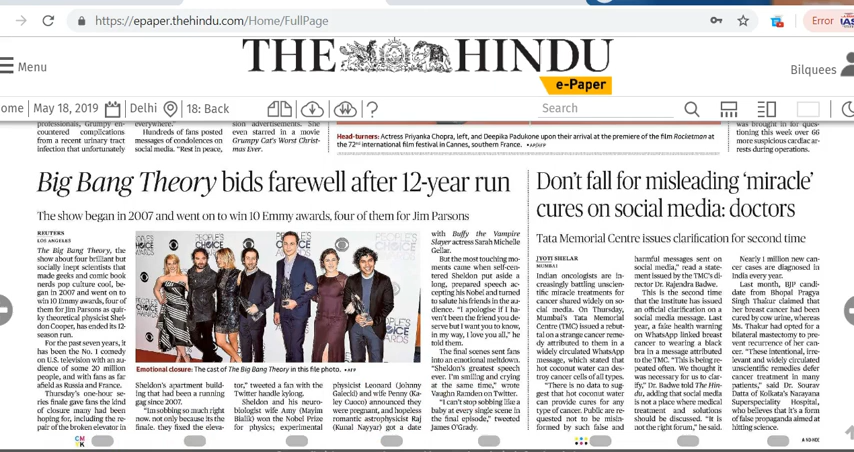 https://epaper.thehindu.com/Home/FullPage
Error
IAS
Menu
THE HINDU
e-Paper
Bilquees
ome
May 18, 2019
Delhi
18: Back
?
Search
professionals, Grumpy en-
countered complications
from a recent urinary tract
infection that unfortunately
everywhere."
Hundreds of fans posted
messages of condolences on
social media. "Rest in peace,
sion advertisements. She
even starred in a movie
Grumpy Cat's Worst Christ-
mas Ever.
Head-turners: Actress Priyanka Chopra, left, and Deepika Padukone upon their arrival at the premiere of the film Rocketman at
the 72nd international film festival in Cannes, southern France. •AP/AFP
was brought in for ques-
tioning this week over 66
more suspicious cardiac ar-
rests during operations.
Big Bang Theory bids farewell after 12-year run
The show began in 2007 and went on to win 10 Emmy awards, four of them for Jim Parsons
REUTERS
LOS ANGELES
The Big Bang Theory, the
show about four brilliant but
socially inept scientists that
made geeks and comic book
nerds pop culture cool, be-
gan in 2007 and went on to
win 10 Emmy awards, four of
them for Jim Parsons as quir-
ky theoretical physicist Shel-
don Cooper, has ended its 12-
season run.
For the past seven years, it
has been the No. 1 comedy
on U.S. television with an au-
dience of some 20 million
people, and with fans as far
afield as Russia and France.
Thursday's one-hour se-
ries finale gave fans the kind
of closure many had been
hoping for, including the re-
pair of the broken elevator in
PEOPLE'S CHOICE
Emotional closure: The cast of The Big Bang Theory in this file photo. •AFP
Sheldon's apartment build-
ing that had been a running
gag since 2007.
"Im sobbing so much right
now. not only because its the
finale. they fixed the eleva-
tor," tweeted a fan with the
Twitter handle jylong.
Sheldon and his neuro-
biologist wife Amy (Mayim
Bialik) won the Nobel Prize
for physics; experimental
physicist Leonard (Johnny
Galecki) and wife Penny (Ka-
ley Cuoco) announced they
were pregnant, and hopeless
romantic astrophysicist Raj
(Kunal Nayyar) got a date
with Buffy the Vampire
Slayer actress Sarah Michelle
Gellar.
But the most touching mo-
ments came when self-cen-
tered Sheldon put aside a
long, prepared speech ac-
cepting his Nobel and turned
to salute his friends in the au-
dience. "I apologise if I ha-
ven't been the friend you de-
serve but I want you to know,
in my way, I love you all," he
told them.
The final scenes sent fans
into an emotional meltdown.
"Sheldon's greatest speech
ever. I'm smiling and crying
at the same time," wrote
Vaughn Ramden on Twitter.
"I can't stop sobbing like a
baby at every single scene in
the final episode," tweeted
James O'Grady.
Don't fall for misleading 'miracle'
cures on social media: doctors
Tata Memorial Centre issues clarification for second time
JYOTI SHELAR
MUMBAI
Indian oncologists are in-
creasingly battling unscien-
tific miracle treatments for
cancer shared widely on so-
cial media. On Thursday,
Mumbai's Tata Memorial
Centre (TMC) issued a rebut-
tal on a strange cancer reme-
dy attributed to them in a
widely circulated WhatsApp
message, which stated that
hot coconut water can des-
troy cancer cells of all types.
"There is no data to sug-
gest that hot coconut water
can provide cures for any
type of cancer. Public are re-
quested not to be misin-
formed by such false and
harmful messages sent on
social media," read a state-
ment issued by the TMC's di-
rector Dr. Rajendra Badwe.
This is the second time
that the Institute has issued
an official clarification on a
social media message. Last
year, a fake health warning
on WhatsApp linked breast
cancer to wearing a black
bra in a message attributed
to the TMC. "This is being re-
peated often. We thought it
was necessary for us to clar-
ify," Dr. Badwe told The Hin-
du, adding that social media
is not a place where medical
treatment and solutions
should be discussed. "It is
not the right forum," he said.
Nearly 1 million new can-
cer cases are diagnosed in
India every year.
Last month, BJP candi-
date from Bhopal Pragya
Singh Thakur claimed that
her breast cancer had been
cured by cow urine, whereas
Ms. Thakur had opted for a
bilateral mastectomy to pre-
vent recurrence of her can-
cer. "These intentional, irre-
levant and widely circulated
unscientific remedies defer
cancer treatment in many
patients," said Dr. Sourav
Datta of Kolkata's Narayana
Superspeciality Hospital,
who believes that it's a form
of false propaganda aimed at
hitting science.
CM
YK
A ND-NDE